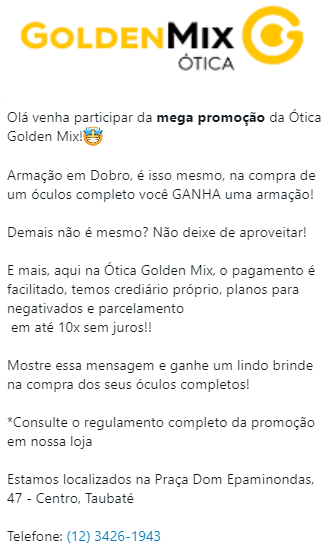 GOLDENMIX
ÓTICA
Olá venha participar da mega promoção da Ótica
Golden Mix!🤩
Armação em Dobro, é isso mesmo, na compra de
um óculos completo você GANHA uma armação!
Demais não é mesmo? Não deixe de aproveitar!
E mais, aqui na Ótica Golden Mix, o pagamento é
facilitado, temos crediário próprio, planos para
negativados e parcelamento
em até 10x sem juros!!
Mostre essa mensagem e ganhe um lindo brinde
na compra dos seus óculos completos!
*Consulte o regulamento completo da promoção
em nossa loja
Estamos localizados na Praça Dom Epaminondas,
47 - Centro, Taubaté
Telefone: (12) 3426-1943